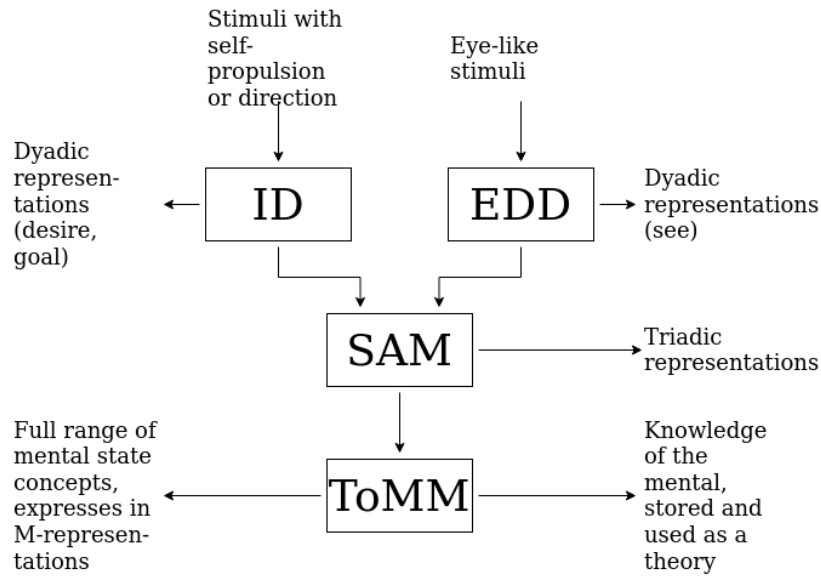 Stimuli with
self-
propulsion
or direction
Eye-like
stimuli
Dyadic
represen-
tations
(desire,
goal)
ID
EDD
Dyadic
representations
(see)
SAM
Triadic
representations
Full range of
mental state
concepts,
expresses in
M-represen-
tations
ToMM
Knowledge
of the
mental,
stored and
used as a
theory